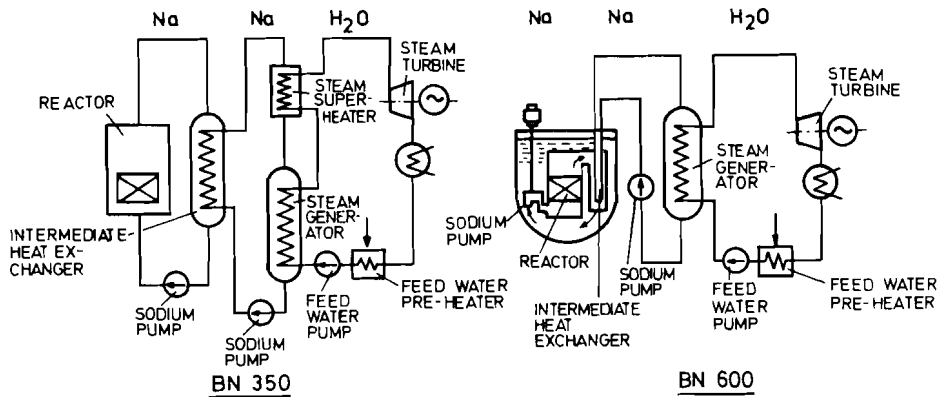 Na
Na
H2O
REACTOR
STEAM
TURBINE
STEAM
SUPER-
HEATER
STEAM
GENER-
ATOR
INTERMEDIATE-
HEAT EX-
CHANGER
SODIUM PUMP
SODIUM
PUMP
FEED
WATER
PUMP
FEED WATER
PRE-HEATER
BN 350
Na
Na
H2O
STEAM
TURBINE
STEAM
GENER-
ATOR
SODIUM
PUMP
REACTOR
SODIUM
PUMP
INTERMEDIATE
HEAT
EXCHANGER
FEED
WATER
PUMP
FEED WATER
PRE-HEATER
BN 600